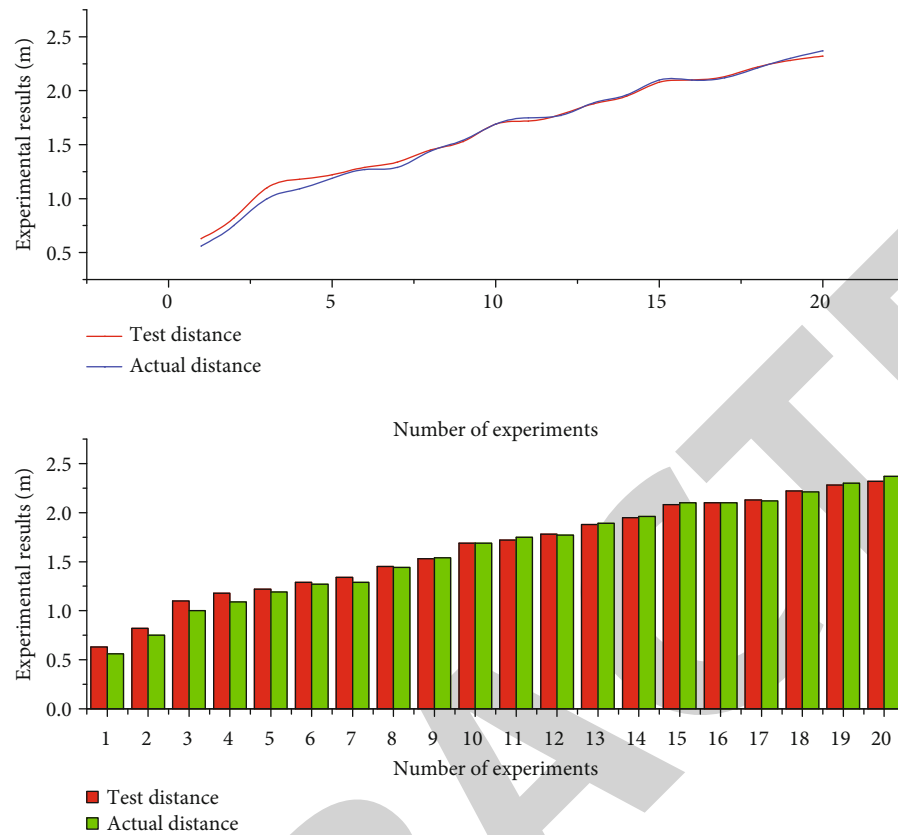 Experimental results (m)
2.5
2.0
1.5
1.0
0.5
0 5 10 15 20
Test distance
Actual distance
Number of experiments
Experimental results (m)
2.5
2.0
1.5
1.0
0.5
0.0
1 2 3 4 5 6 7 8 9 10 11 12 13 14 15 16 17 18 19 20
Number of experiments
Test distance
Actual distance